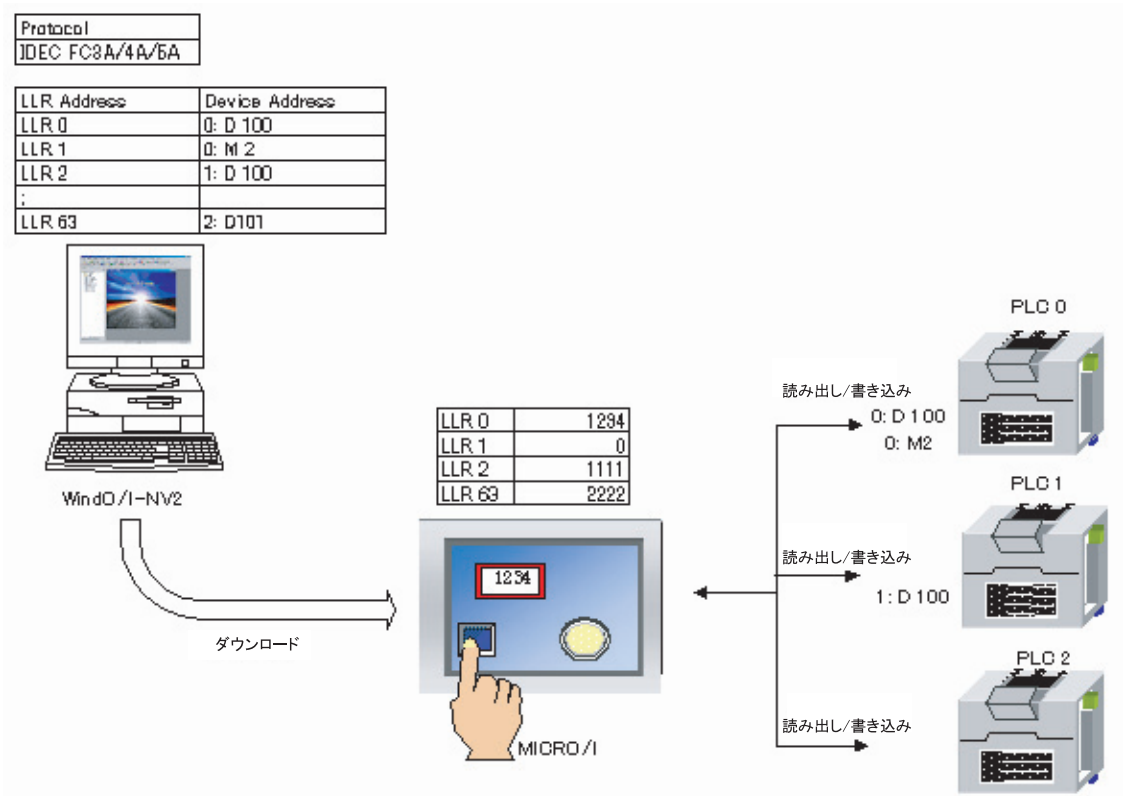 Protocol
IDEC FC3A/4A/5A
LLR Address Device Address
LLR 0 0: D 100
LLR 1 0: M 2
LLR 2 1: D 100
:
LLR 63 2: D101
WindO/I-NV2
ダウンロード
LLR 0 1234
LLR 1 0
LLR 2 1111
LLR 63 2222
1234
MICRO/I
PLC 0
読み出し/書き込み
0: D 100
0: M2
PLC 1
読み出し/書き込み
1: D 100
PLC 2
読み出し/書き込み